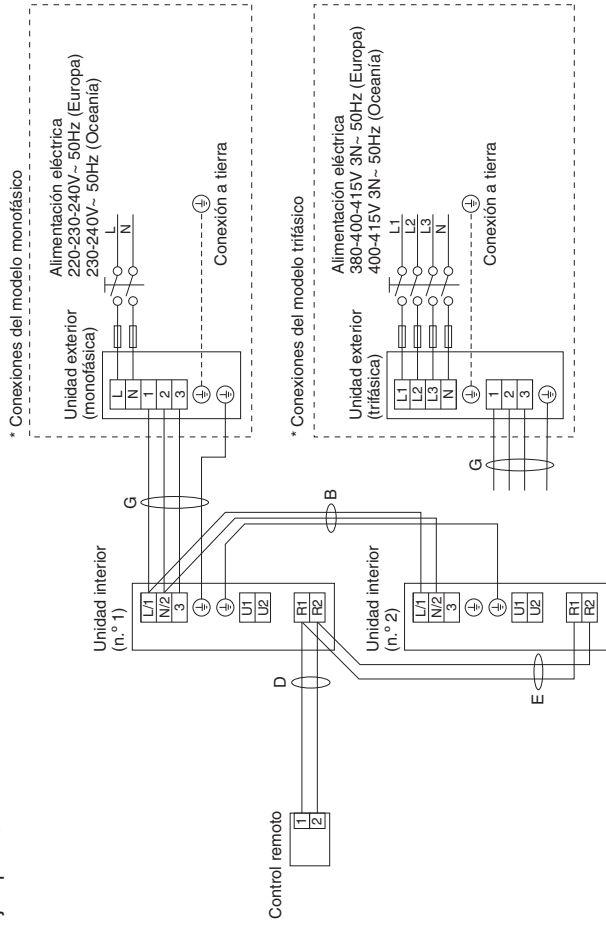 * Conexiones del modelo monofásico
Alimentación eléctrica
220-230-240V~ 50Hz (Europa)
230-240V~ 50Hz (Oceanía)
Unidad exterior
(monofásica)
L
N
L
N
1
2
3
Conexión a tierra
* Conexiones del modelo trifásico
Alimentación eléctrica
380-400-415V 3N~ 50Hz (Europa)
400-415V 3N~ 50Hz (Oceanía)
Unidad exterior
(trifásica)
L1
L2
L3
N
L1
L2
L3
N
1
2
3
Conexión a tierra
G
G
B
Unidad interior
(n.º 1)
L/1
N/2
3
U1
U2
R1
R2
Unidad interior
(n.º 2)
L/1
N/2
3
U1
U2
R1
R2
D
E
Control remoto
1
2